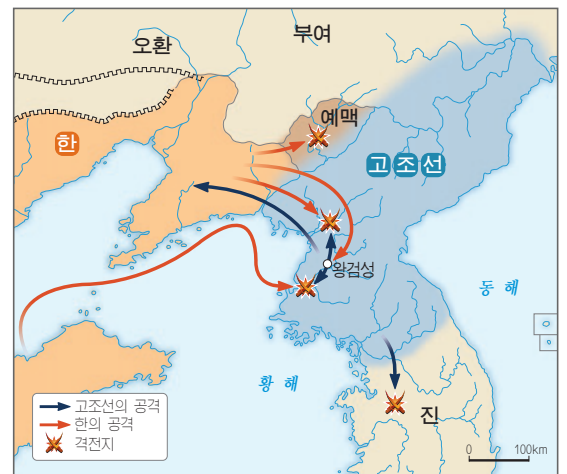 부여
오환
예맥
한
고조선
왕검성
동해
황해
진
고조선의 공격
한의 공격
격전지
0 100km